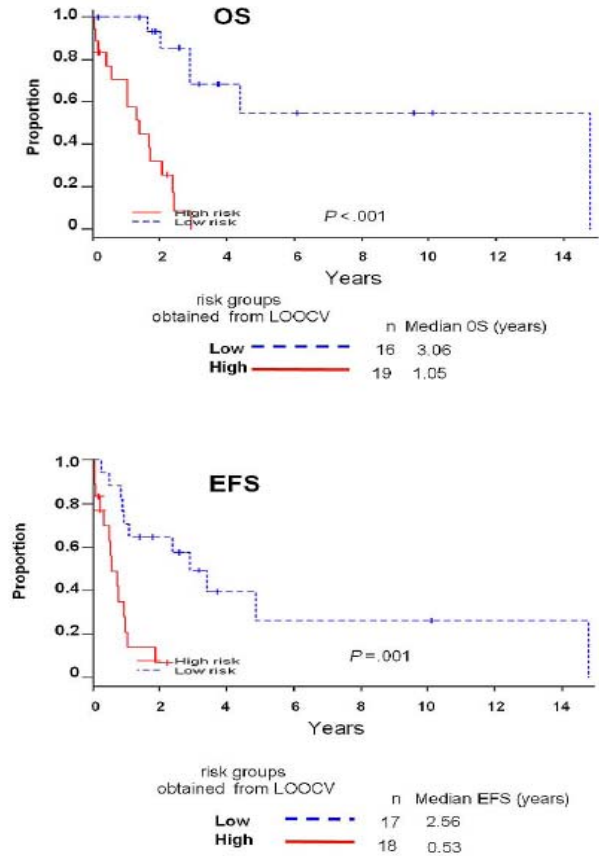 OS
1.0
0.8
0.6
0.4
0.2
0
Proportion
High risk
Low risk
P<.001
0 2 4 6 8 10 12 14
Years
risk groups
obtained from LOOCV
n Median 0S (years)
Low 16 3.06
High 19 1.05
EFS
1.0
0.8
0.6
0.4
0.2
0
Proportion
High risk
Low risk
P=.001
0 2 4 6 8 10 12 14
Years
risk groups
obtained from LOOCV
n Median EFS (years)
Low 17 2.56
High 18 0.53